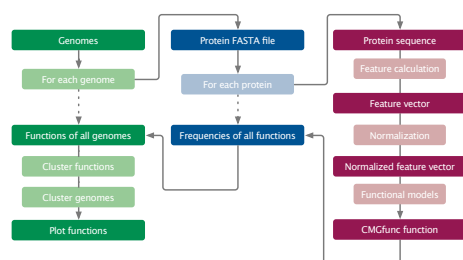 Genomes
For each genome
Functions of all genomes
Cluster functions
Cluster genomes
Plot functions
Protein FASTA file
For each protein
Frequencies of all functions
Protein sequence
Feature calculation
Feature vector
Normalization
Normalized feature vector
Functional models
CMGfunc function